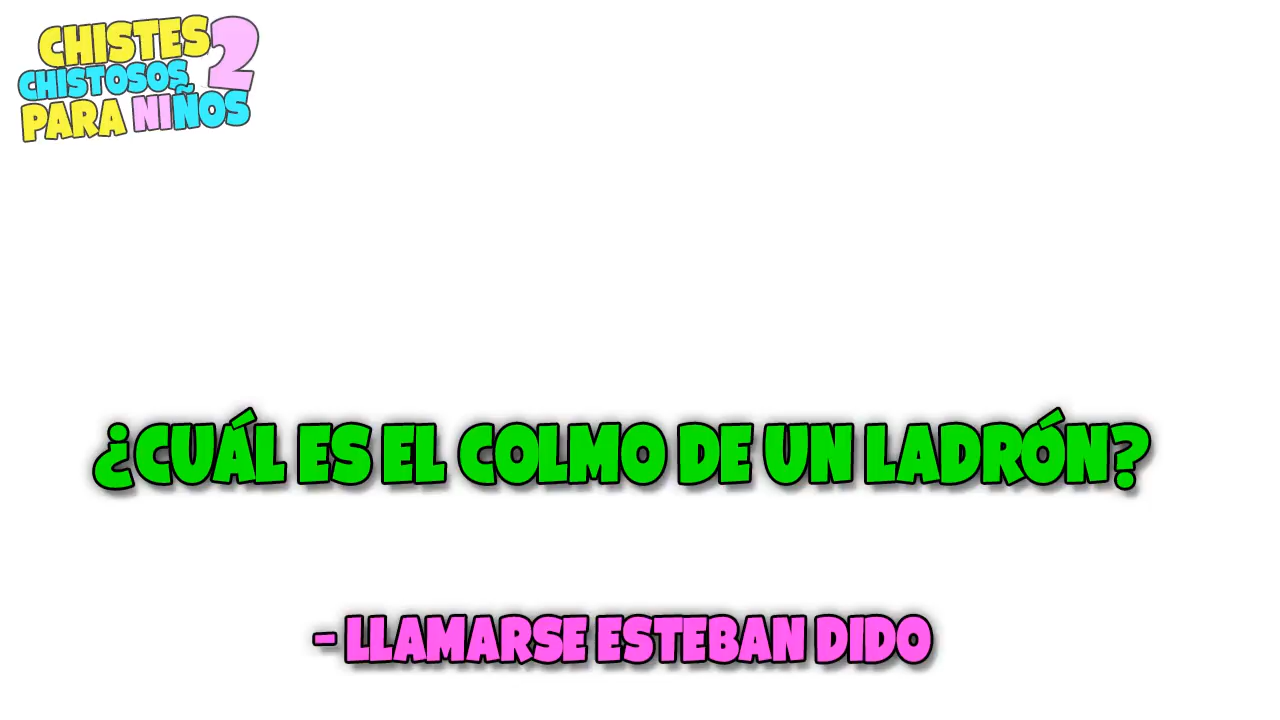 CHISTES 2
CHISTOSOS
PARA NIÑOS
¿CUÁL ES EL COLMO DE UN LADRÓN?
- LLAMARSE ESTEBAN DIDO